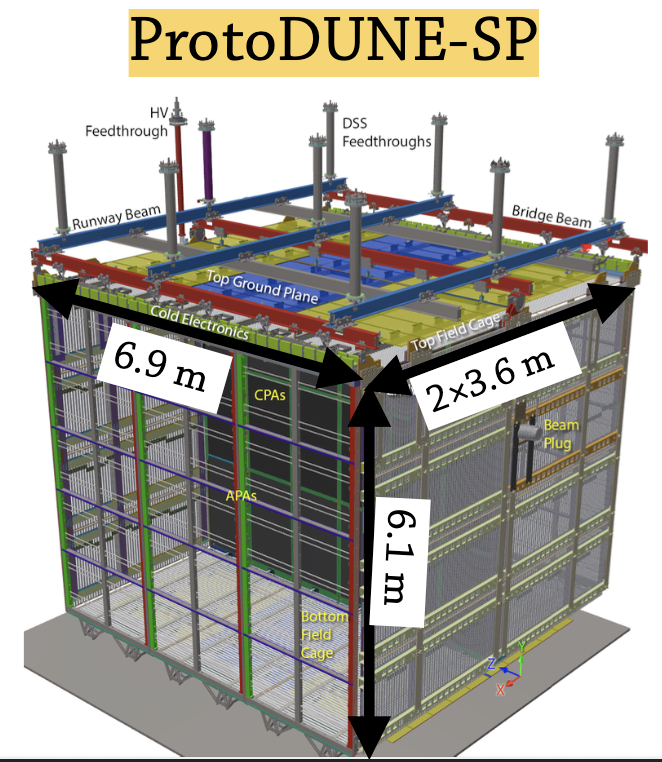 ProtoDUNE-SP
HV
Feedthrough
DSS
Feedthroughs
Runway Beam
Bridge Beam
Top Ground Plane
Cold Electronics
Top Field Cage
6.9 m
2×3.6 m
CPAs
Beam
Plug
APAs
6.1 m
Bottom
Field
Cage
Y
Z
X